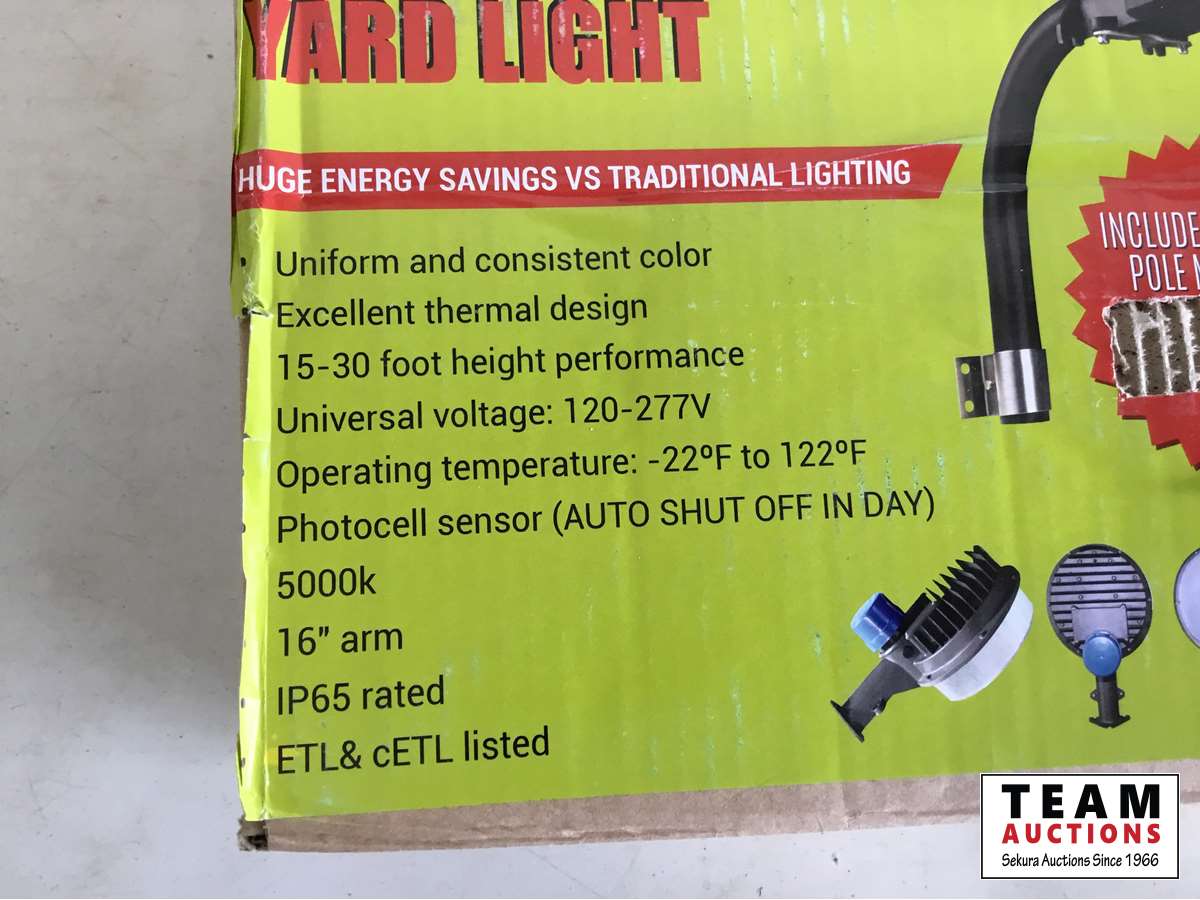 YARD LIGHT
HUGE ENERGY SAVINGS VS TRADITIONAL LIGHTING
• Uniform and consistent color
Excellent thermal design
15-30 foot height performance
Universal voltage: 120-277V
Operating temperature: -22ºF to 122ºF
Photocell sensor (AUTO SHUT OFF IN DAY)
5000k
16” arm
IP65 rated
ETL& cETL listed
POLE
TEAM
AUCTIONS
Sekura Auctions Since 1966